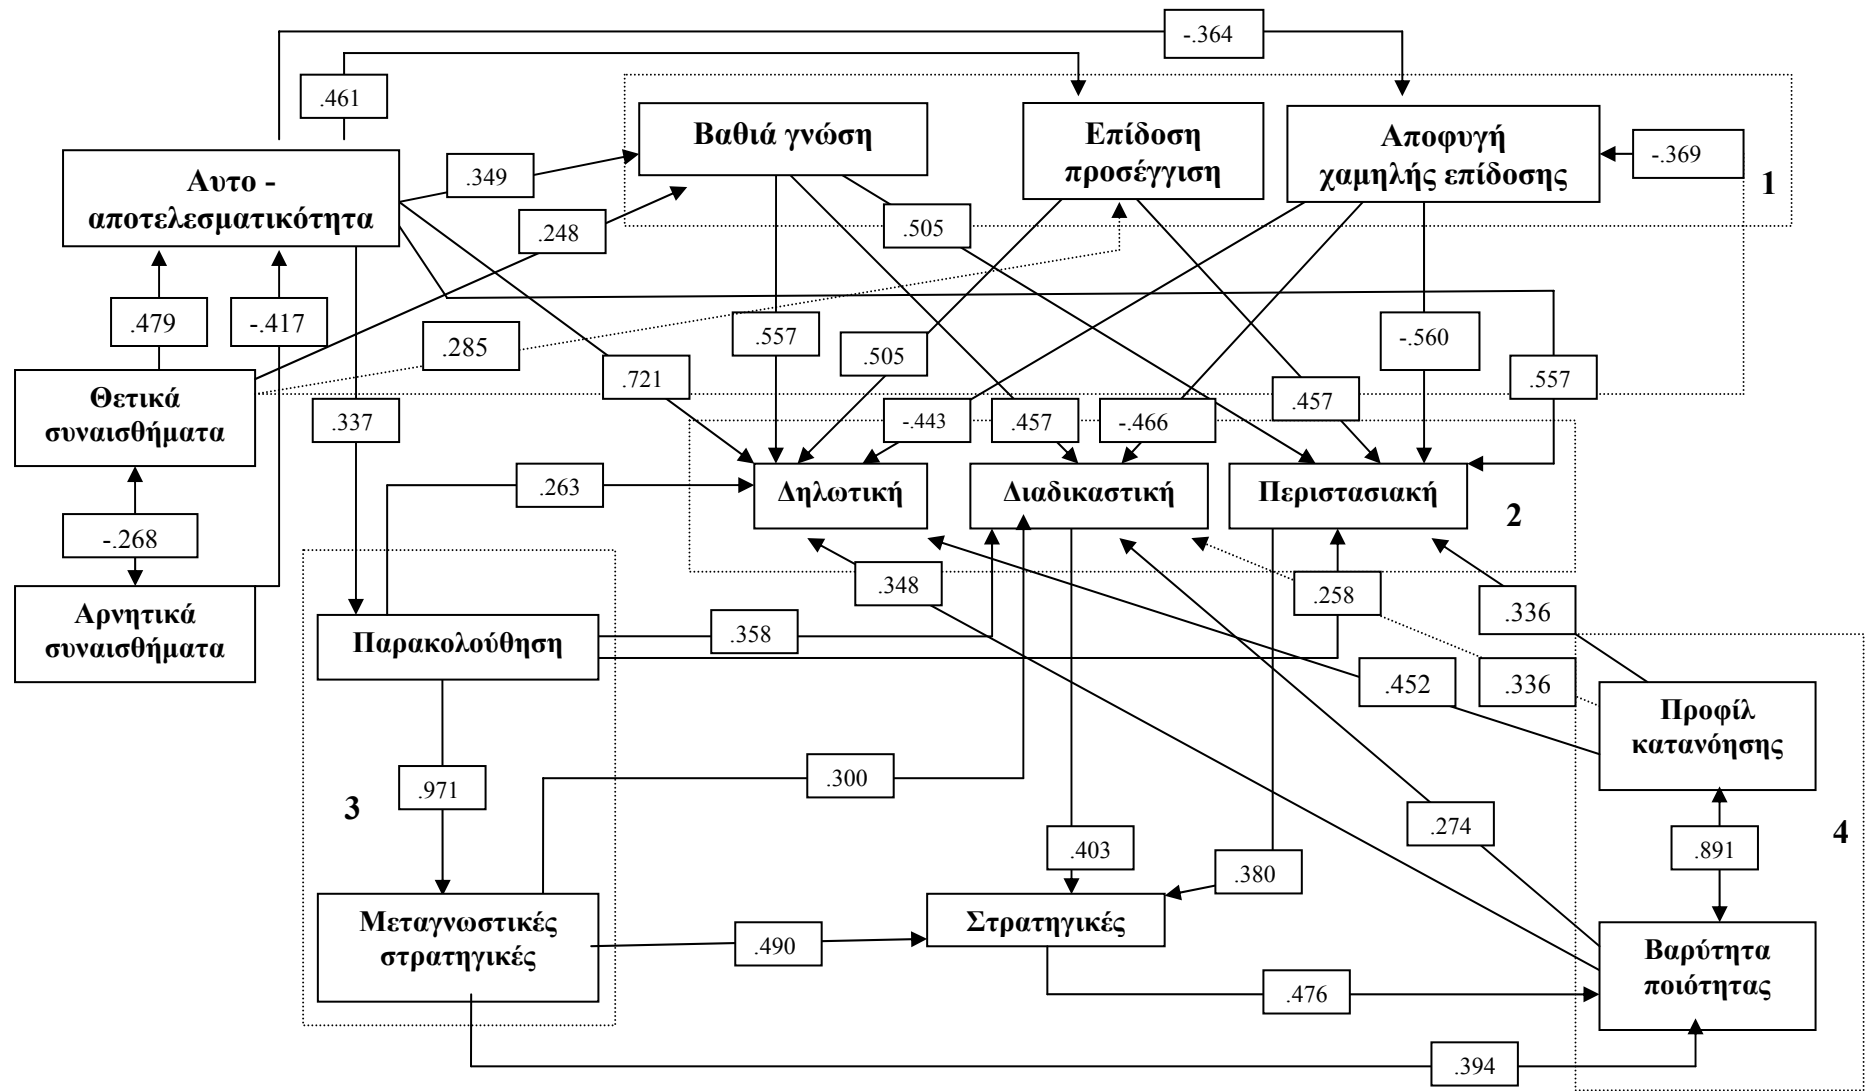 -.364
.461
Βαθιά γνώση
Επίδοση
προσέγγιση
Αποφυγή
χαμηλής επίδοσης
-.369
1
.349
Αυτο -
αποτελεσματικότητα
.248
.505
.479
-.417
.285
.557
.505
-.560
.721
.557
Θετικά
συναισθήματα
.337
-.443
.457
-.466
.457
.263
Δηλωτική
Διαδικαστική
Περιστασιακή
2
-.268
.348
.258
.336
Αρνητικά
συναισθήματα
Παρακολούθηση
.358
.452
.336
Προφίλ
κατανόησης
.971
.300
3
.274
4
.403
.380
.891
Μεταγνωστικές
στρατηγικές
.490
Στρατηγικές
Βαρύτητα
ποιότητας
.476
.394